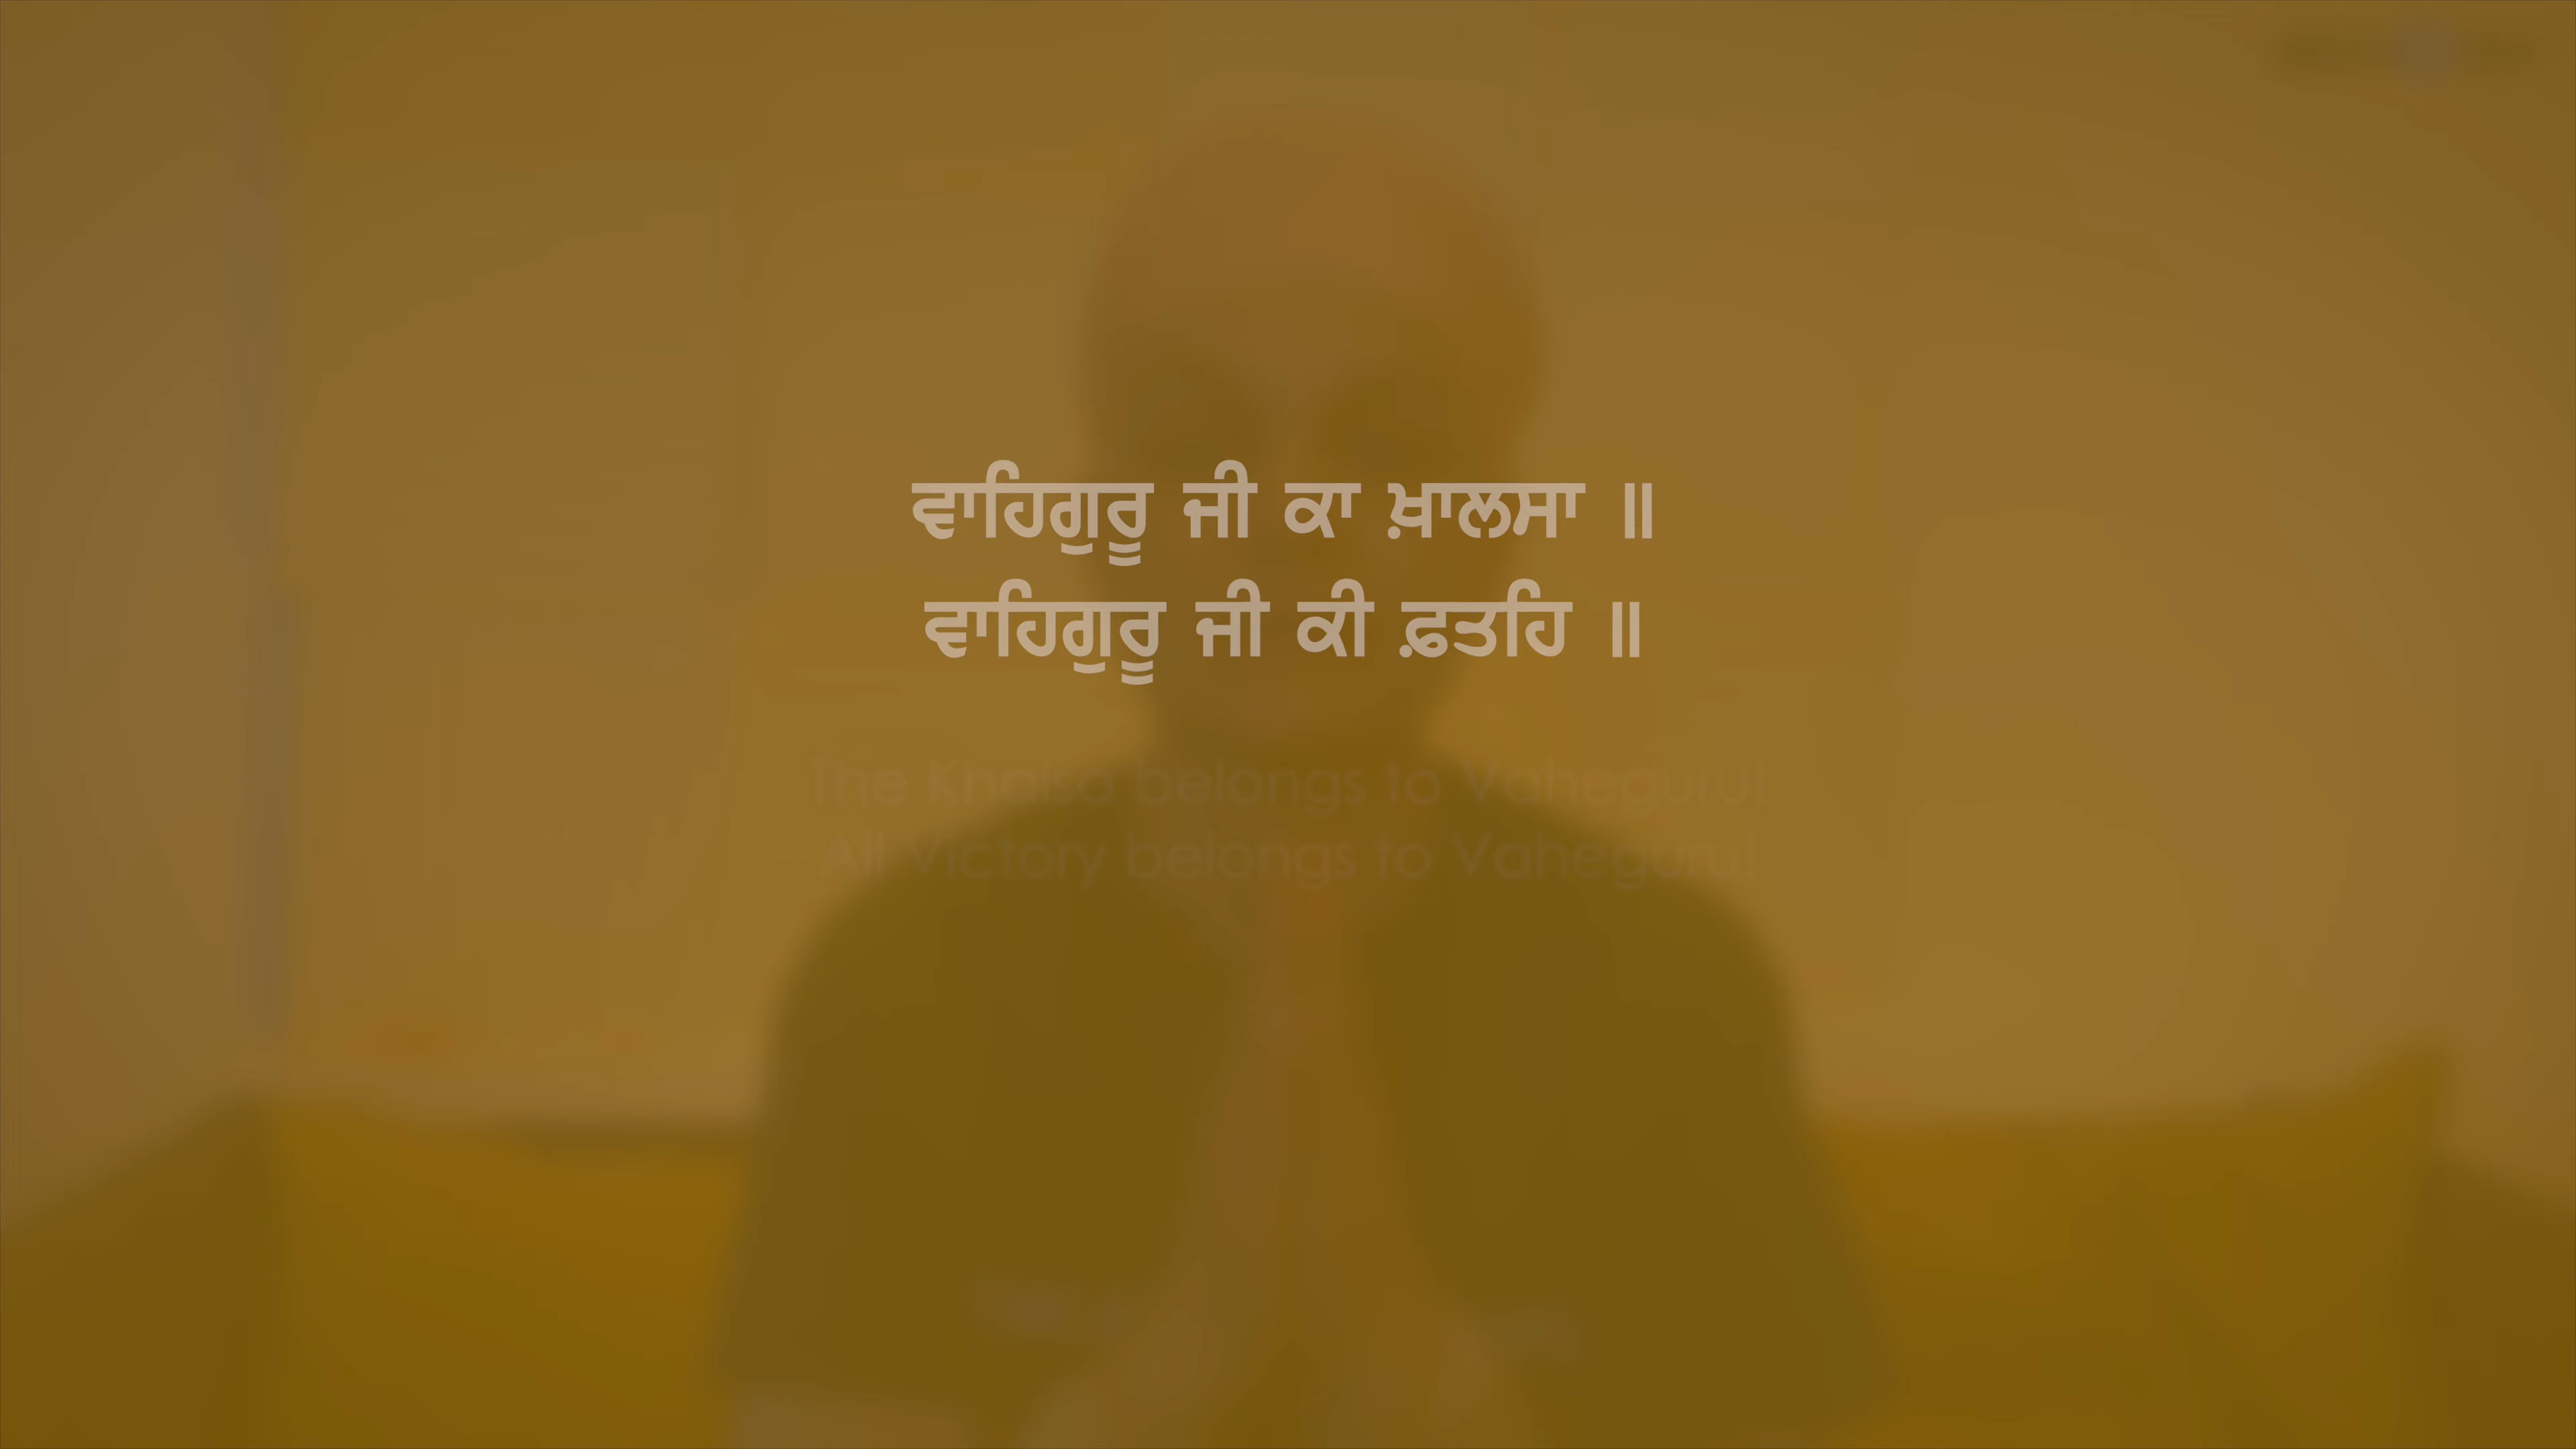 ਵਾਹਿਗੁਰੂ ਜੀ ਕਾ ਖ਼ਾਲਸਾ ॥
ਵਾਹਿਗੁਰੂ ਜੀ ਕੀ ਫ਼ਤਹਿ ॥
The Khalsa belongs to Vaheguru!
All Victory belongs to Vaheguru!